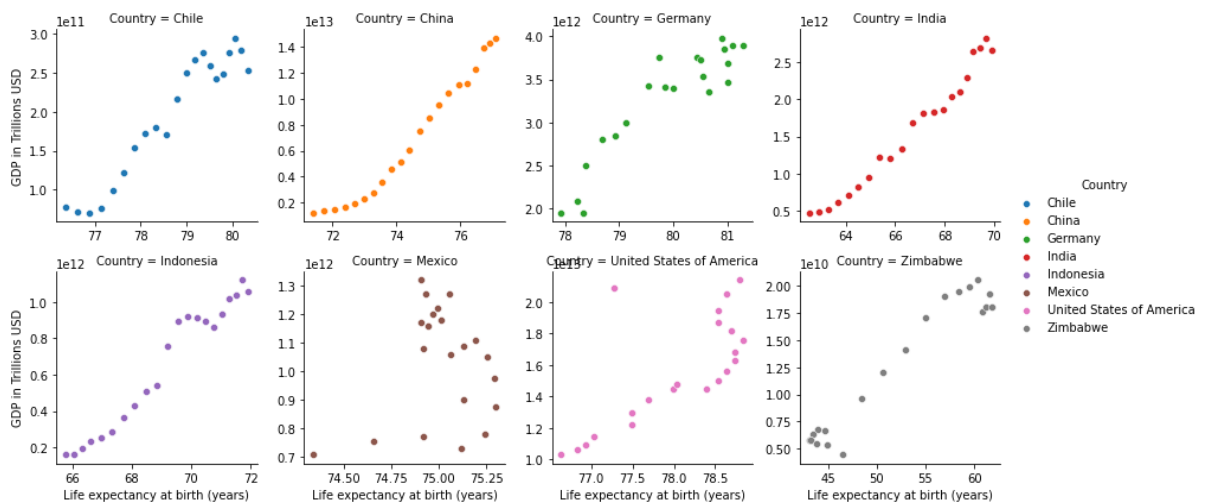 1e11 Country = Chile
3.0
2.5
2.0
1.5
1.0
GDP in Trillions USD
77 78 79 80
1e13 Country = China
1.4
1.2
1.0
0.8
0.6
0.4
0.2
72 74 76
1e12 Country = Germany
4.0
3.5
3.0
2.5
2.0
78 79 80 81
1e12 Country = India
2.5
2.0
1.5
1.0
0.5
64 66 68 70
1e12 Country = Indonesia
1.0
0.8
0.6
0.4
0.2
GDP in Trillions USD
66 68 70 72
Life expectancy at birth (years)
1e12 Country = Mexico
1.3
1.2
1.1
1.0
0.9
0.8
0.7
74.50 74.75 75.00 75.25
Life expectancy at birth (years)
1e13 Country = United States of America
2.0
1.8
1.6
1.4
1.2
1.0
77.0 77.5 78.0 78.5
Life expectancy at birth (years)
1e10 Country = Zimbabwe
2.00
1.75
1.50
1.25
1.00
0.75
0.50
45 50 55 60
Life expectancy at birth (years)
Country
Chile
China
Germany
India
Indonesia
Mexico
United States of America
Zimbabwe